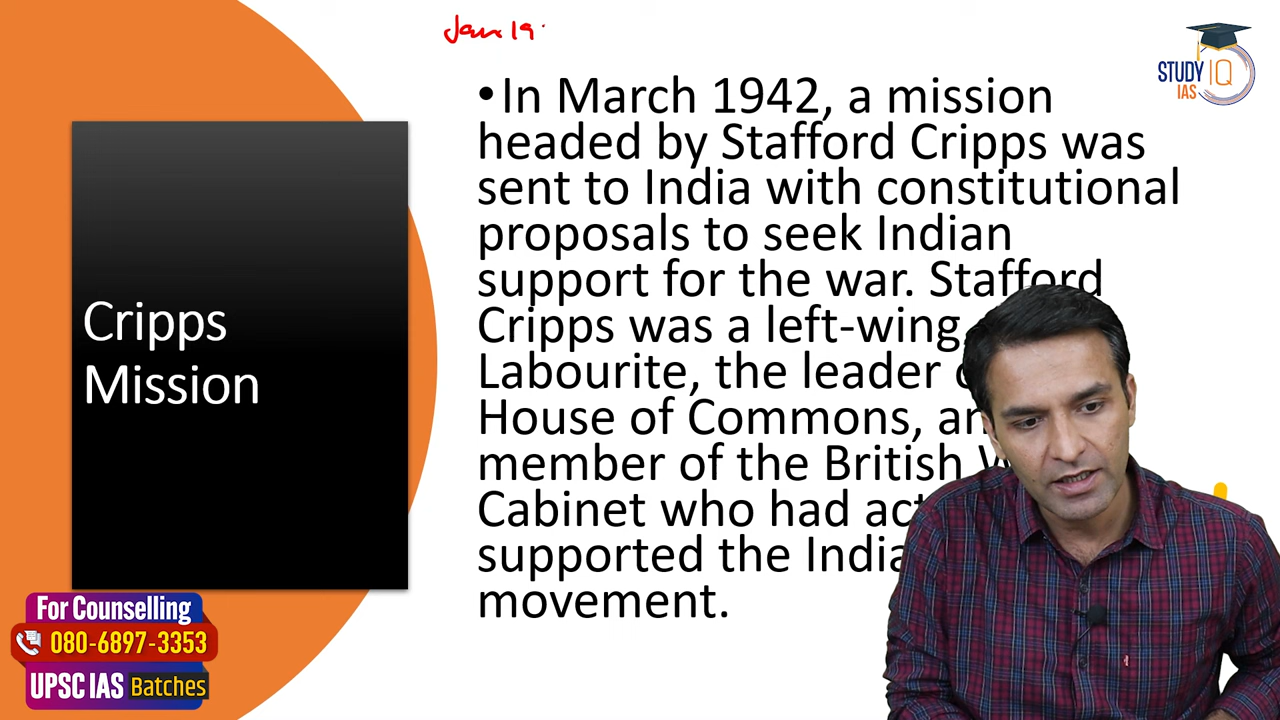 Jan 19
STUDY IQ
IAS
•In March 1942, a mission
headed by Stafford Cripps was
sent to India with constitutional
proposals to seek Indian
support for the war. Stafford
Cripps was a left-wing,
Labourite, the leader
House of Commons,
member of the British
Cabinet who had
supported the
movement.
Cripps
Mission
For Counselling
080-6897-3353
UPSC IAS Batches